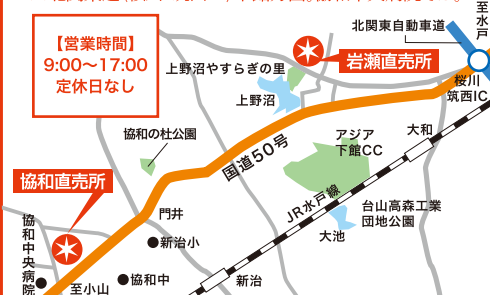 至水戸
北関東自動車道
【営業時間】
9:00〜17:00
定休日なし
岩瀬直売所
上野沼やすらぎの里
上野沼
桜川
筑西IC
協和の杜公園
国道50号
アジア
下館CC
大和
協和直売所
JR水戸線
台山高森工業
団地公園
大池
門井
新治小
協和中央病院
協和中
至小山
新治